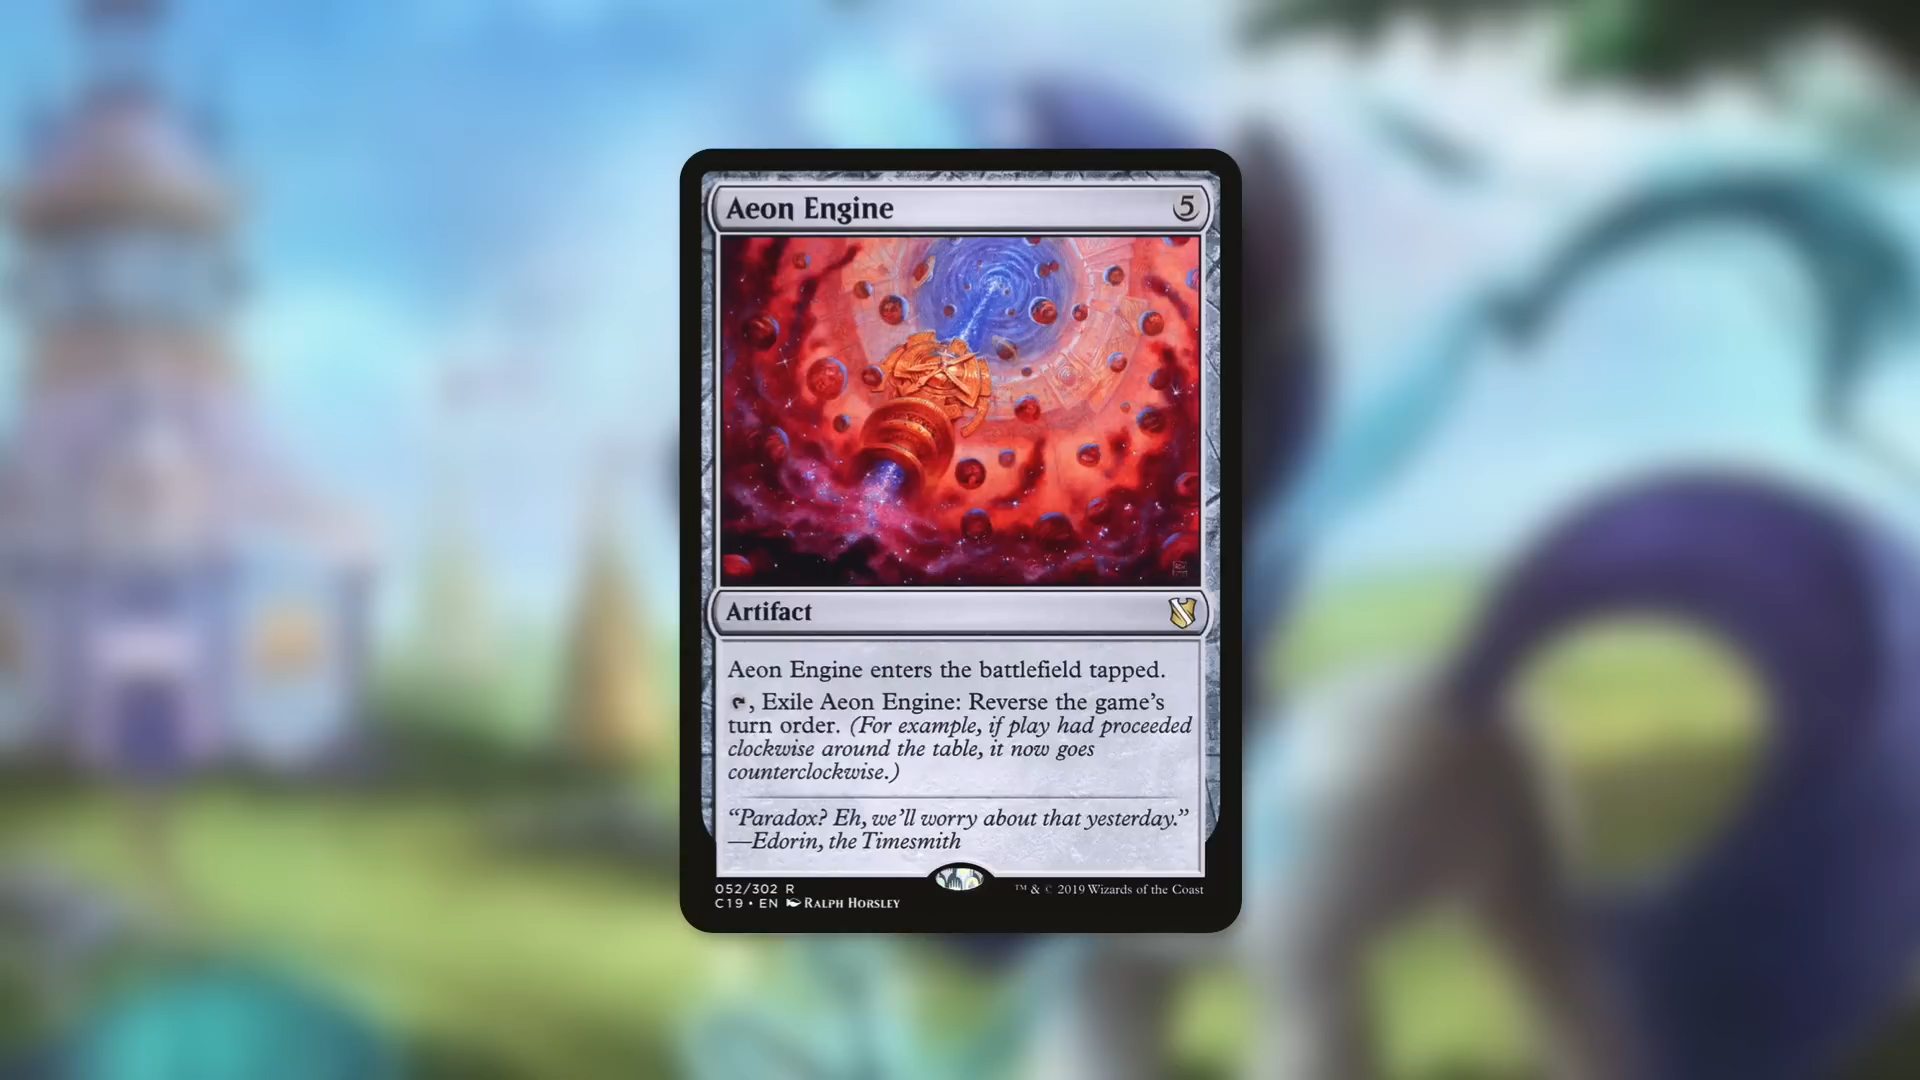 Aeon Engine 5
Artifact
Aeon Engine enters the battlefield tapped.
, Exile Aeon Engine: Reverse the game’s
turn order. (For example, if play had proceeded
clockwise around the table, it now goes
counterclockwise.)
“Paradox? Eh, we’ll worry about that yesterday.”
—Edorin, the Timesmith
052/302 R
C19 • EN Ralph Horsley
™ & © 2019 Wizards of the Coast